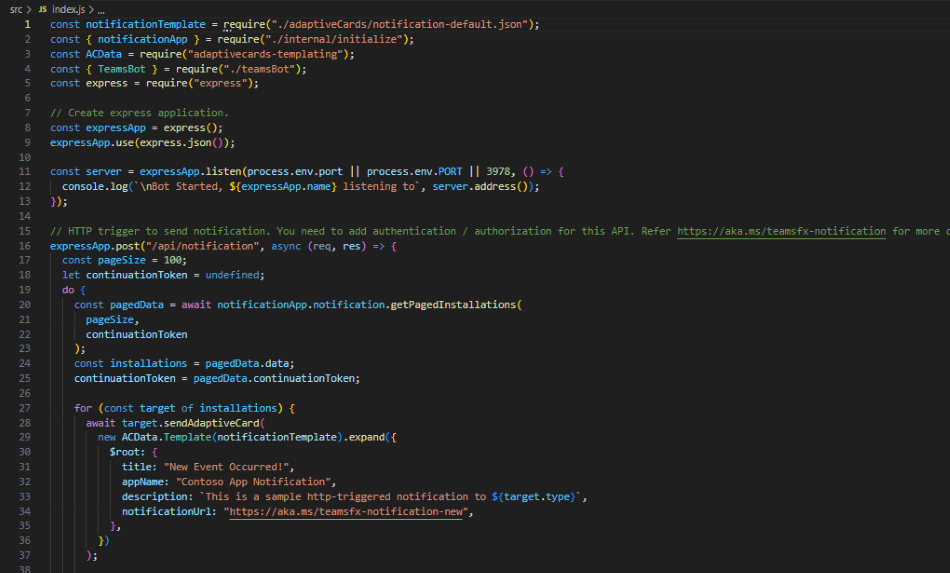 src > JS index.js > ...
1 const notificationTemplate = require("./adaptiveCards/notification-default.json");
2 const { notificationApp } = require("./internal/initialize");
3 const ACData = require("adaptivecards-templating");
4 const { TeamsBot } = require("./teamsBot");
5 const express = require("express");
6
7 // Create express application.
8 const expressApp = express();
9 expressApp.use(express.json());
10
11 const server = expressApp.listen(process.env.port || process.env.PORT || 3978, () => {
12   console.log(`\nBot Started, ${expressApp.name} listening to`, server.address());
13 });
14
15 // HTTP trigger to send notification. You need to add authentication / authorization for this API. Refer https://aka.ms/teamsfx-notification for more
16 expressApp.post("/api/notification", async (req, res) => {
17   const pageSize = 100;
18   let continuationToken = undefined;
19   do {
20     const pagedData = await notificationApp.notification.getPagedInstallations(
21       pageSize,
22       continuationToken
23     );
24     const installations = pagedData.data;
25     continuationToken = pagedData.continuationToken;
26
27     for (const target of installations) {
28       await target.sendAdaptiveCard(
29         new ACData.Template(notificationTemplate).expand({
30           $root: {
31             title: "New Event Occurred!",
32             appName: "Contoso App Notification",
33             description: `This is a sample http-triggered notification to ${target.type}`,
34             notificationUrl: "https://aka.ms/teamsfx-notification-new",
35           },
36         })
37       );
38